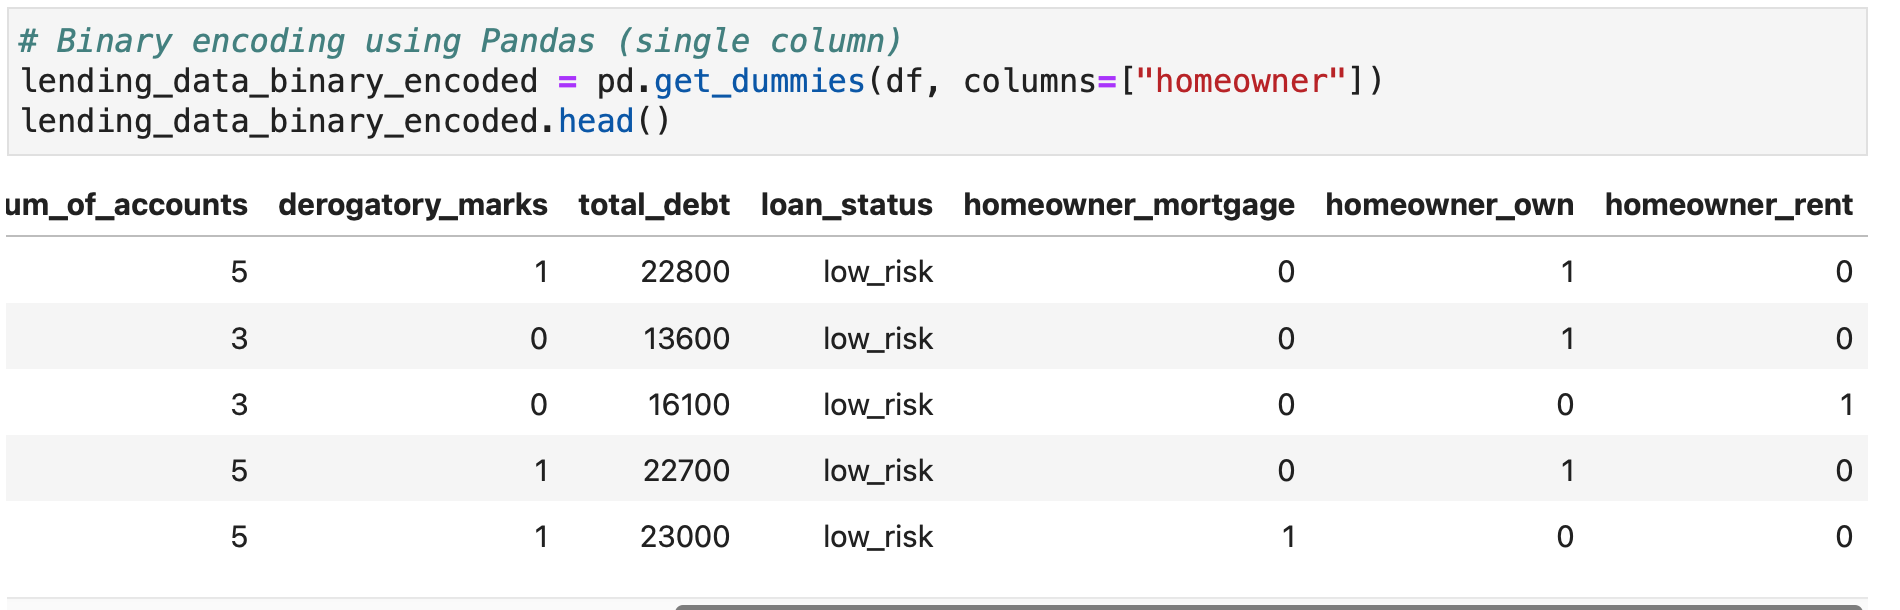 # Binary encoding using Pandas (single column)
lending_data_binary_encoded = pd.get_dummies(df, columns=["homeowner"])
lending_data_binary_encoded.head()
um_of_accounts derogatory_marks total_debt loan_status homeowner_mortgage homeowner_own homeowner_rent
5 1 22800 low_risk 0 1 0
3 0 13600 low_risk 0 1 0
3 0 16100 low_risk 0 0 1
5 1 22700 low_risk 0 1 0
5 1 23000 low_risk 1 0 0